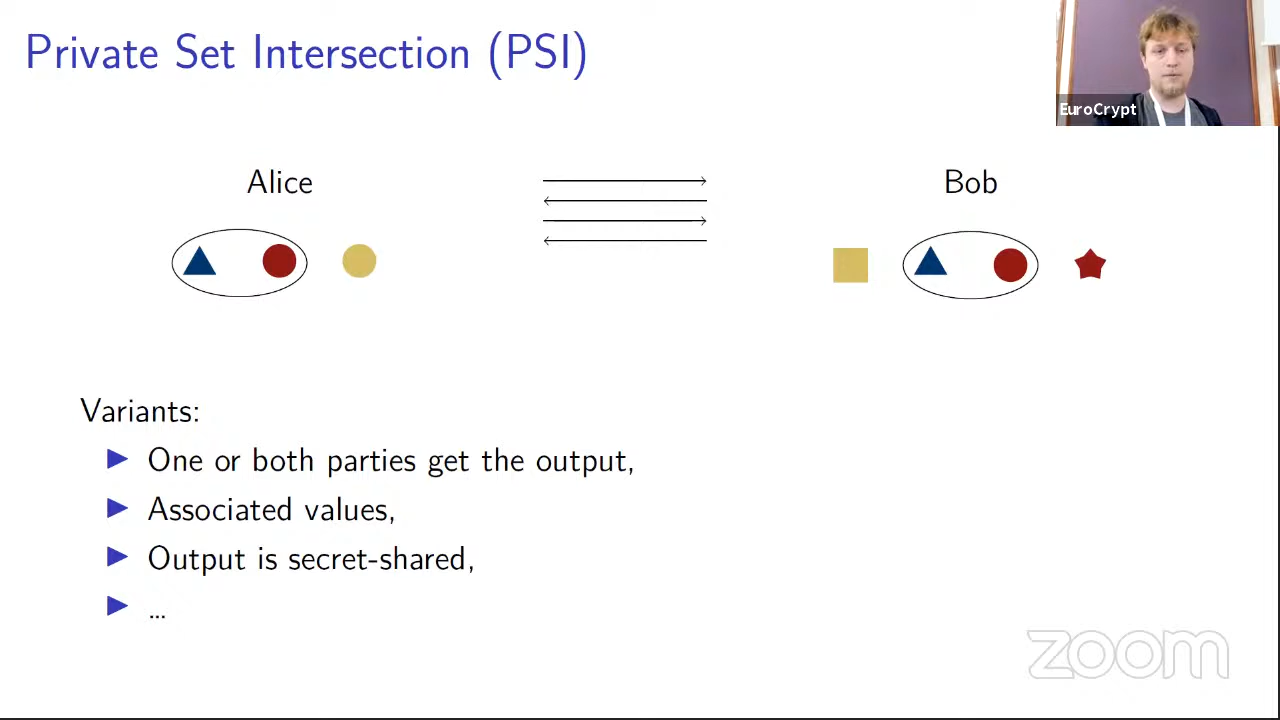 Private Set Intersection (PSI)
EuroCrypt
Alice
Bob
Variants:
One or both parties get the output,
Associated values,
Output is secret-shared,
...
zoom